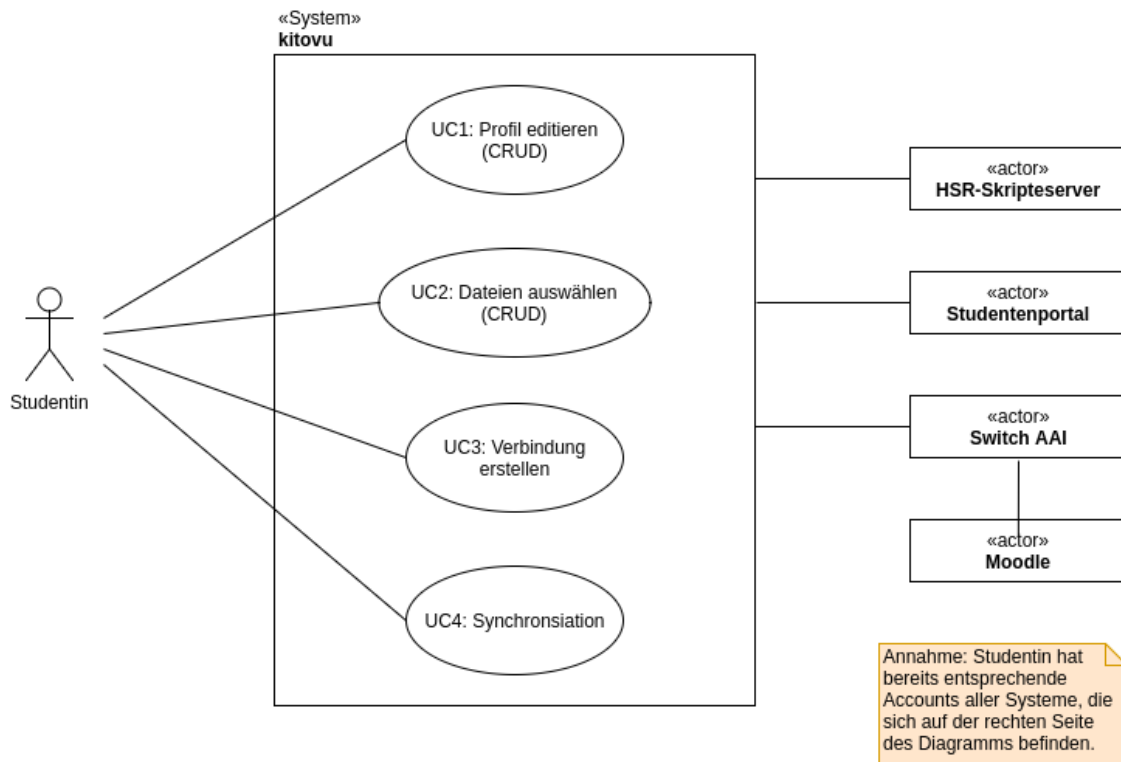 «System»
kitovu
UC1: Profil editieren
(CRUD)
UC2: Dateien auswählen
(CRUD)
UC3: Verbindung
erstellen
UC4: Synchronsiation
Studentin
«actor»
HSR-Skripteserver
«actor»
Studentenportal
«actor»
Switch AAI
«actor»
Moodle
Annahme: Studentin hat
bereits entsprechende
Accounts aller Systeme, die
sich auf der rechten Seite
des Diagramms befinden.